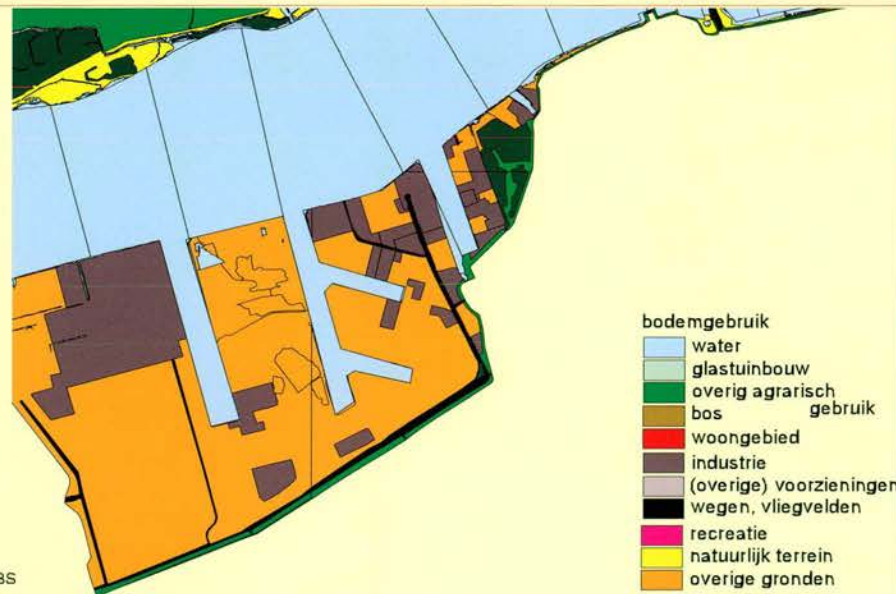 bodemgebruik
water
glastuinbouw
overig agrarisch
gebruik
bos
woongebied
industrie
(overige) voorzieningen
wegen, vliegvelden
recreatie
natuurlijk terrein
overige gronden